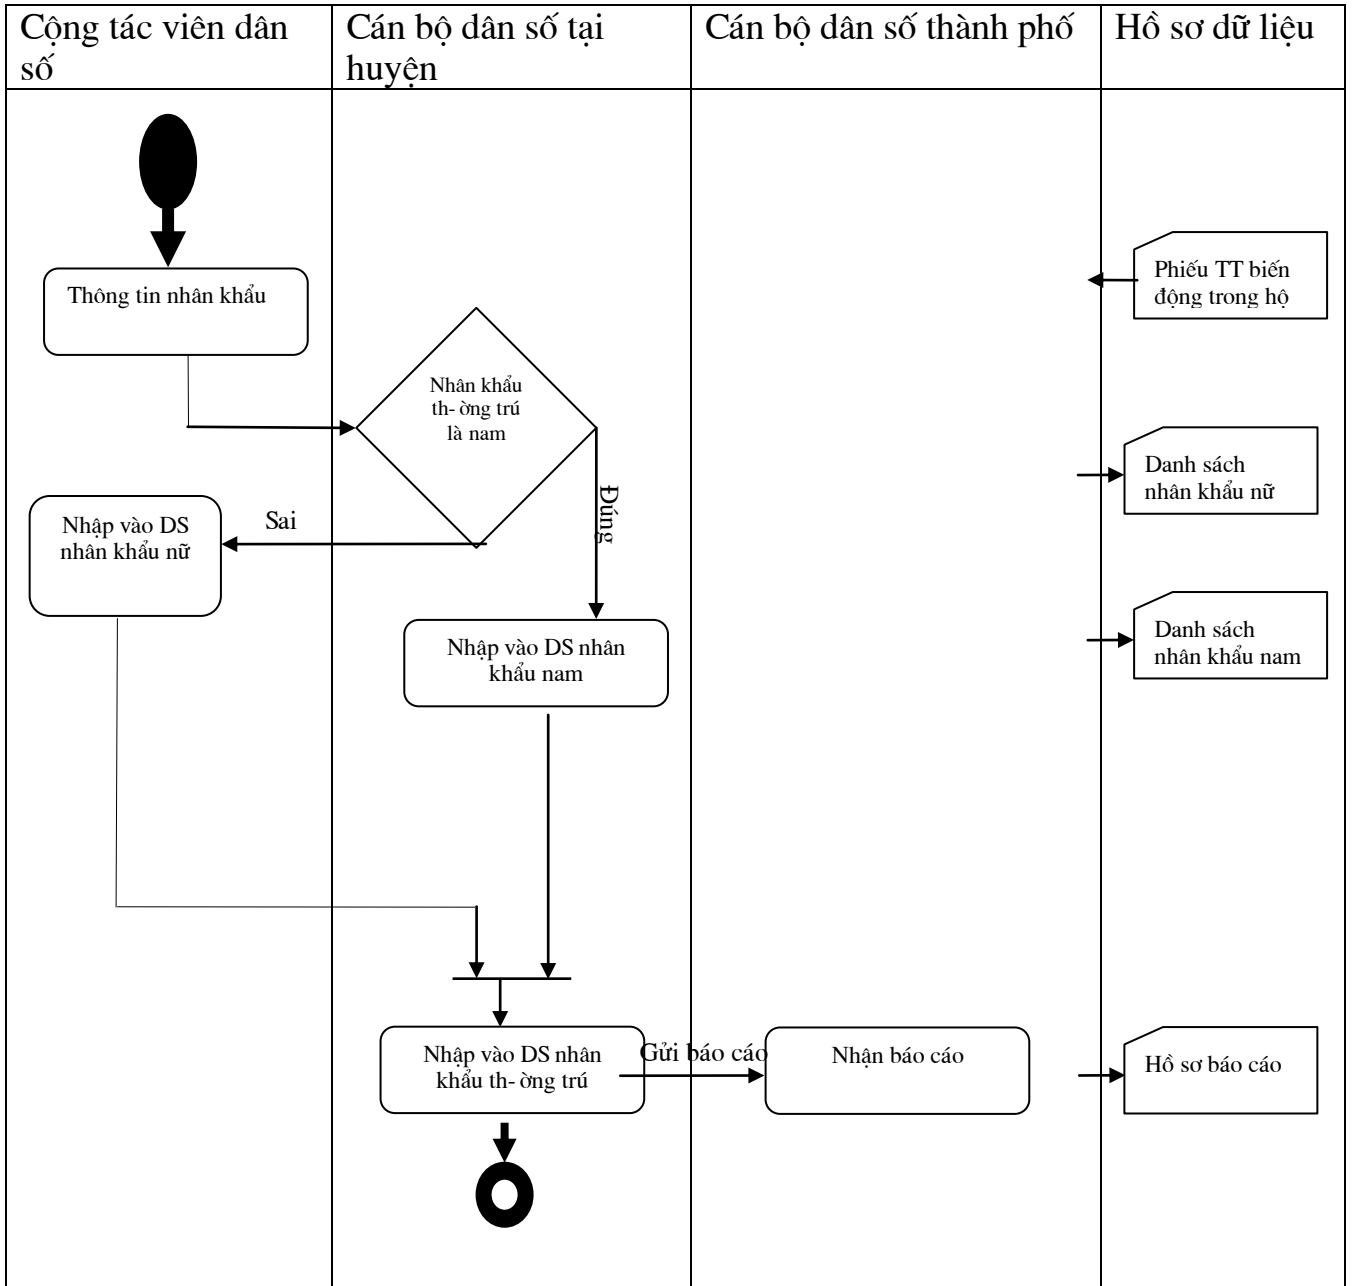 Cộng tác viên dân
số
Cán bộ dân số tại
huyện
Cán bộ dân số thành phố
Hồ sơ dữ liệu
Thông tin nhân khẩu
Phiếu TT biến
động trong hộ
Nhân khẩu
th- ờng trú
là nam
Danh sách
nhân khẩu nữ
Đúng
Sai
Nhập vào DS
nhân khẩu nữ
Danh sách
nhân khẩu nam
Nhập vào DS nhân
khẩu nam
Nhập vào DS nhân
khẩu th- ờng trú
Gửi báo cáo
Nhận báo cáo
Hồ sơ báo cáo